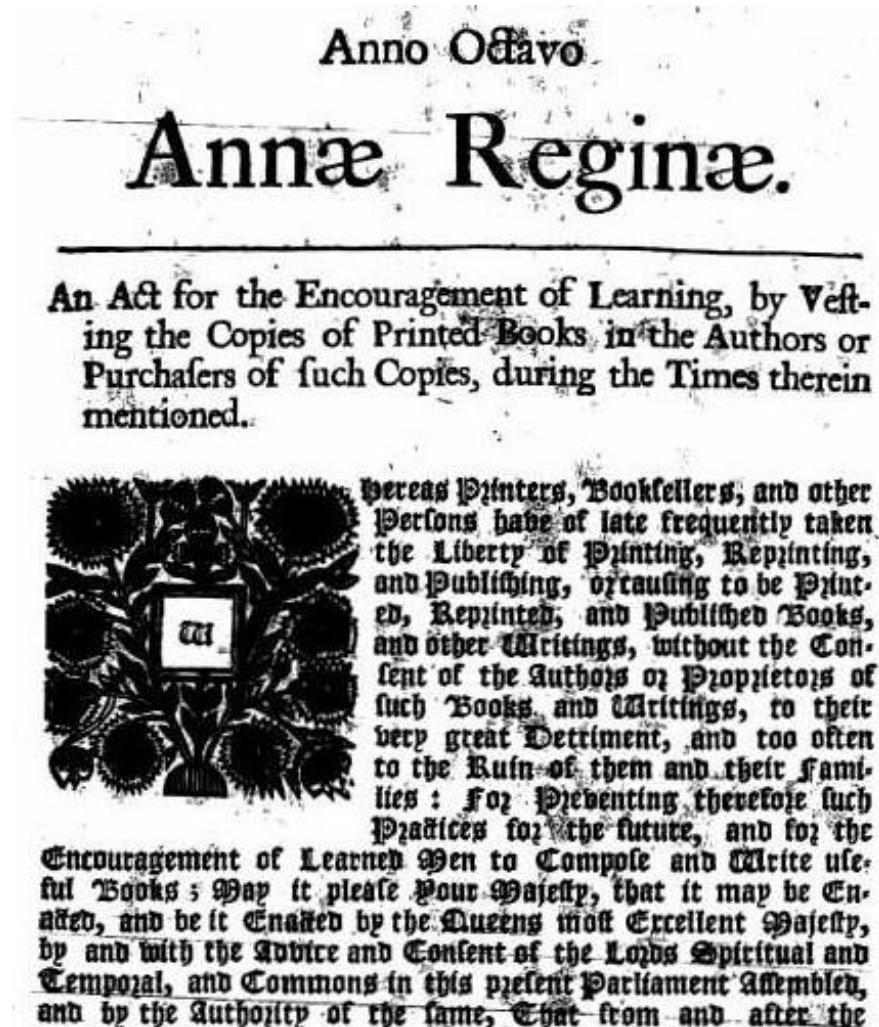 Anno Octavo
Annæ Reginæ.
An Act for the Encouragement of Learning, by Veſt-
ing the Copies of Printed Books in the Authors or
Purchaſers of ſuch Copies, during the Times therein
mentioned.
Whereas Printers, Bookſellers, and other
Perſons have of late frequently taken
the Liberty of Printing, Reprinting,
and Publiſhing, or cauſing to be Print-
ed, Reprinted, and Publiſhed Books,
and other Writings, without the Con-
ſent of the Authors or Proprietors of
ſuch Books and Writings, to their
very great Detriment, and too often
to the Ruin of them and their Fami-
lies : For Preventing therefore ſuch
Practices for the future, and for the
Encouragement of Learned Men to Compoſe and Write uſe-
ful Books ; May it pleaſe Your Majeſty, that it may be En-
acted, and be it Enacted by the Queens moſt Excellent Majeſty,
by and with the Advice and Conſent of the Lords Spiritual and
Temporal, and Commons in this preſent Parliament Aſſembled,
and by the Authority of the ſame, That from and after the